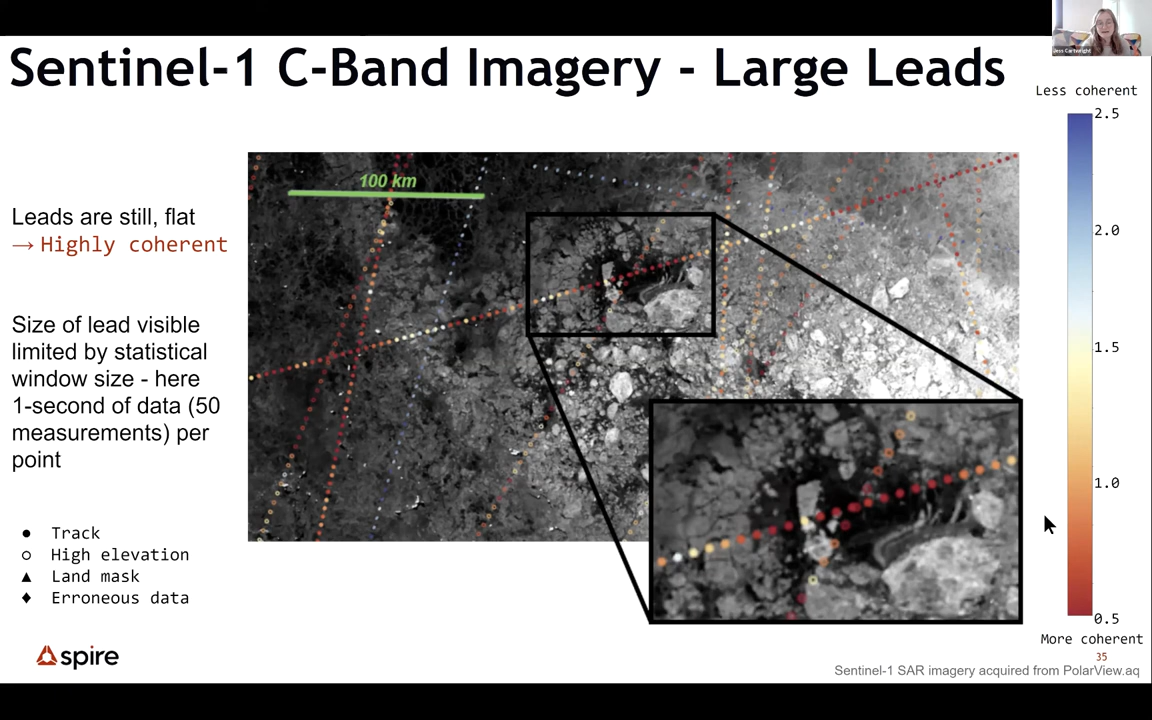 Sentinel-1 C-Band Imagery - Large Leads
Jess Cartwright
Less coherent
2.5
2.0
1.5
1.0
0.5
More coherent
100 km
Leads are still, flat
→ Highly coherent
Size of lead visible
limited by statistical
window size - here
1-second of data (50
measurements) per
point
● Track
○ High elevation
▲ Land mask
♦ Erroneous data
spire
35
Sentinel-1 SAR imagery acquired from PolarView.aq